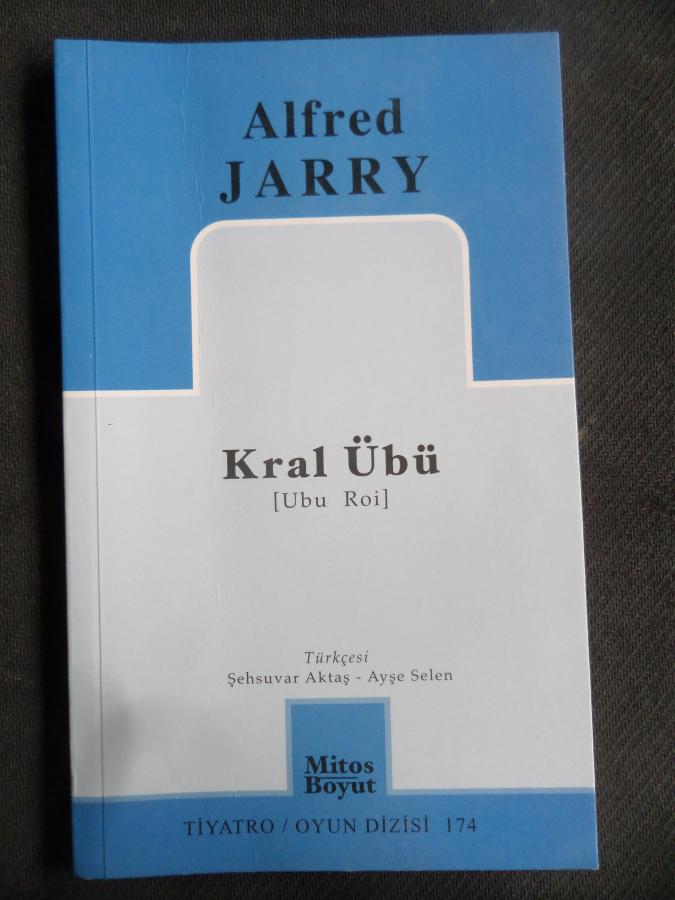 Alfred
JARRY
Kral Übü
[Ubu Roi]
Türkçesi
Şehsuvar Aktaş - Ayşe Selen
Mitos
Boyut
TİYATRO / OYUN DİZİSİ 174